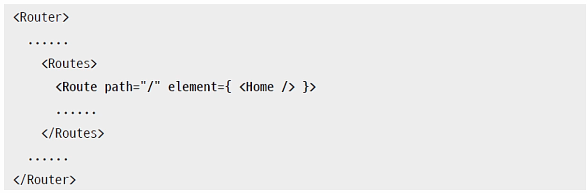 <Router>
  ......
    <Routes>
      <Route path="/" element={ <Home /> }>
      ......
    </Routes>
  ......
</Router>